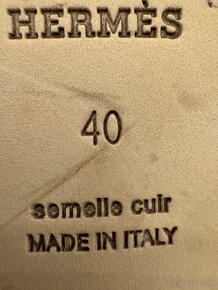 HERMÈS
40
semelle cuir
MADE IN ITALY